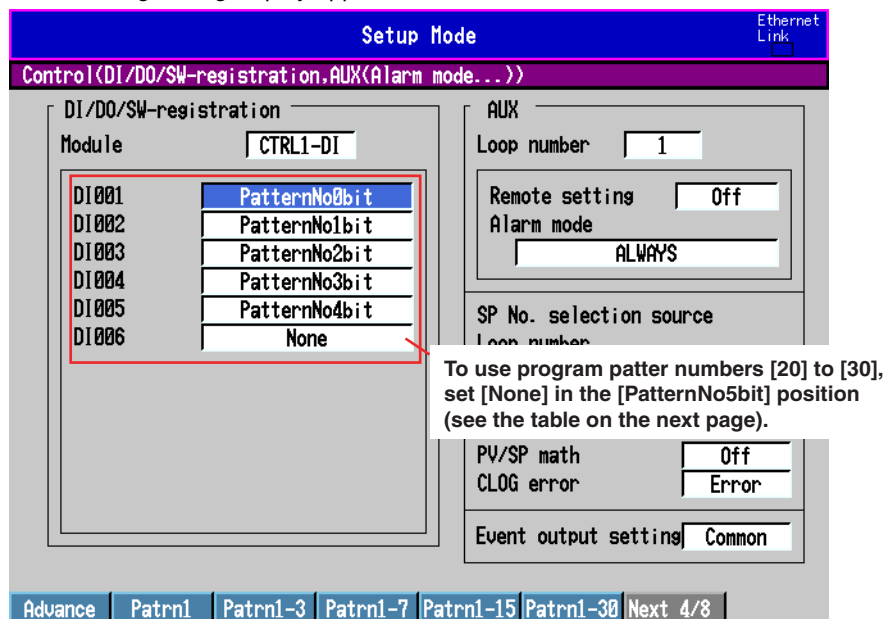 Setup Mode
Ethernet
Link
Control(DI/DO/SW-registration,AUX(Alarm mode...))
DI/DO/SW-registration
Module CTRL1-DI
DI001 PatternNo0bit
DI002 PatternNo1bit
DI003 PatternNo2bit
DI004 PatternNo3bit
DI005 PatternNo4bit
DI006 None
AUX
Loop number 1
Remote setting Off
Alarm mode
ALWAYS
SP No. selection source
Loop number
To use program patter numbers [20] to [30],
set [None] in the [PatternNo5bit] position
(see the table on the next page).
PV/SP math Off
CLOG error Error
Event output setting Common
Advance Patrn1 Patrn1-3 Patrn1-7 Patrn1-15 Patrn1-30 Next 4/8